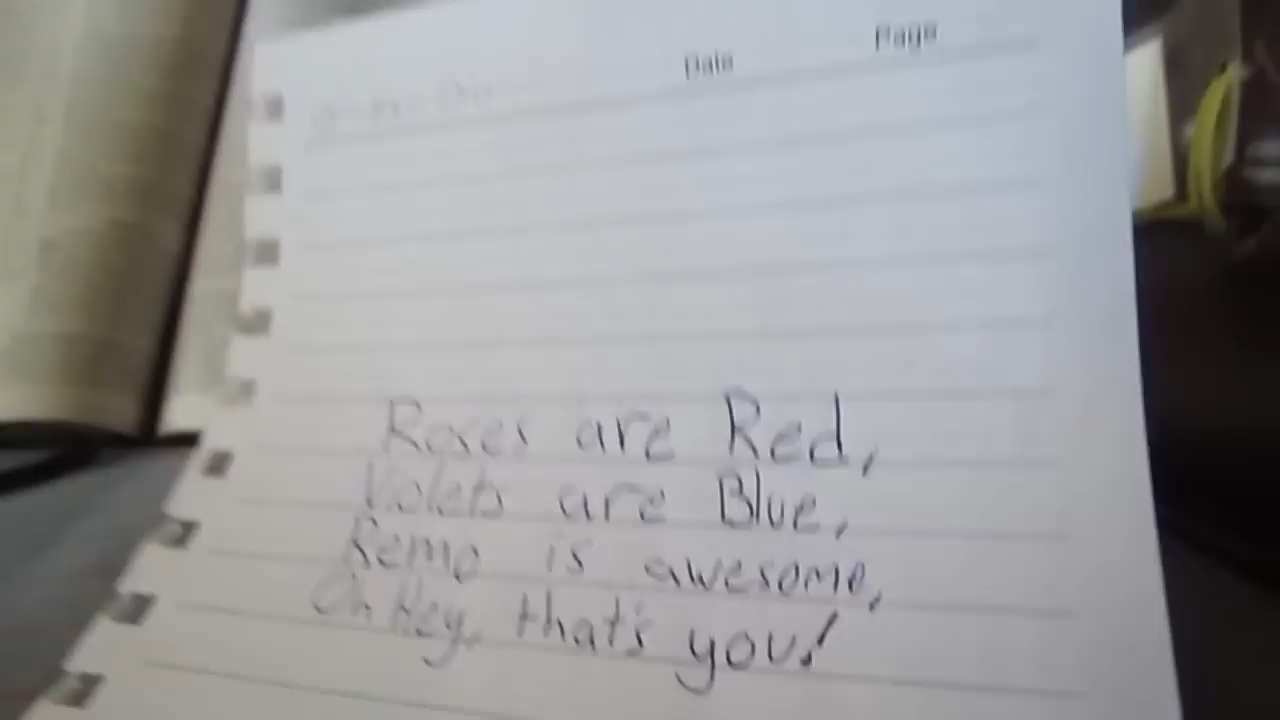 Date Page
Roses are Red,
Violets are Blue,
Remo is awesome,
Oh Hey, that's you!